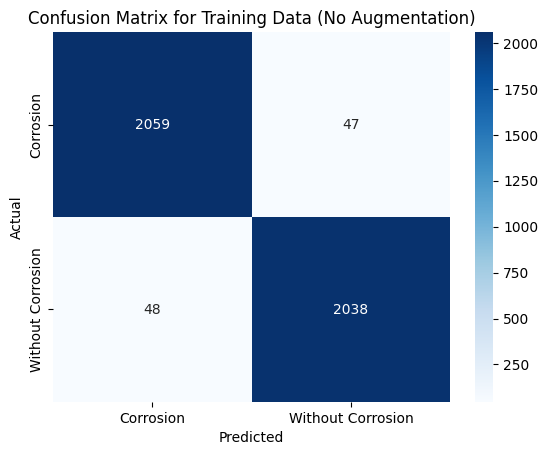 Confusion Matrix for Training Data (No Augmentation)
Actual
Corrosion
Without Corrosion
2059
47
48
2038
Corrosion
Without Corrosion
Predicted
2000
1750
1500
1250
1000
750
500
250